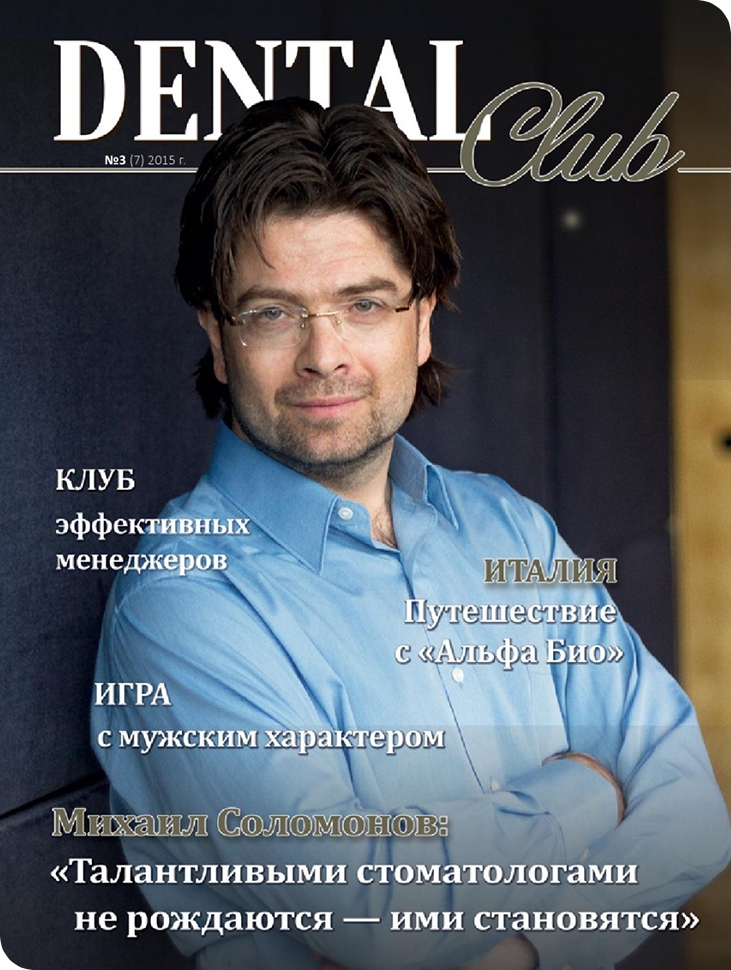 DENTAL Club
№3 (7) 2015 г.
КЛУБ
эффективных
менеджеров
ИТАЛИЯ
Путешествие
с «Альфа Био»
ИГРА
с мужским характером
Михаил Соломонов:
«Талантливыми стоматологами
не рождаются — ими становятся»